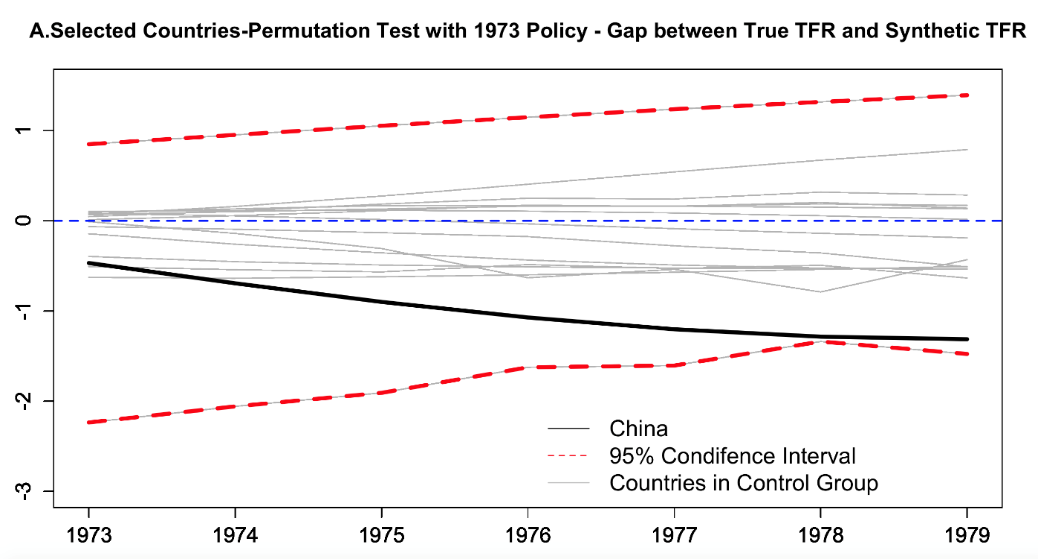 A.Selected Countries-Permutation Test with 1973 Policy - Gap between True TFR and Synthetic TFR
1
0
-1
-2
-3
China
95% Condifence Interval
Countries in Control Group
1973 1974 1975 1976 1977 1978 1979